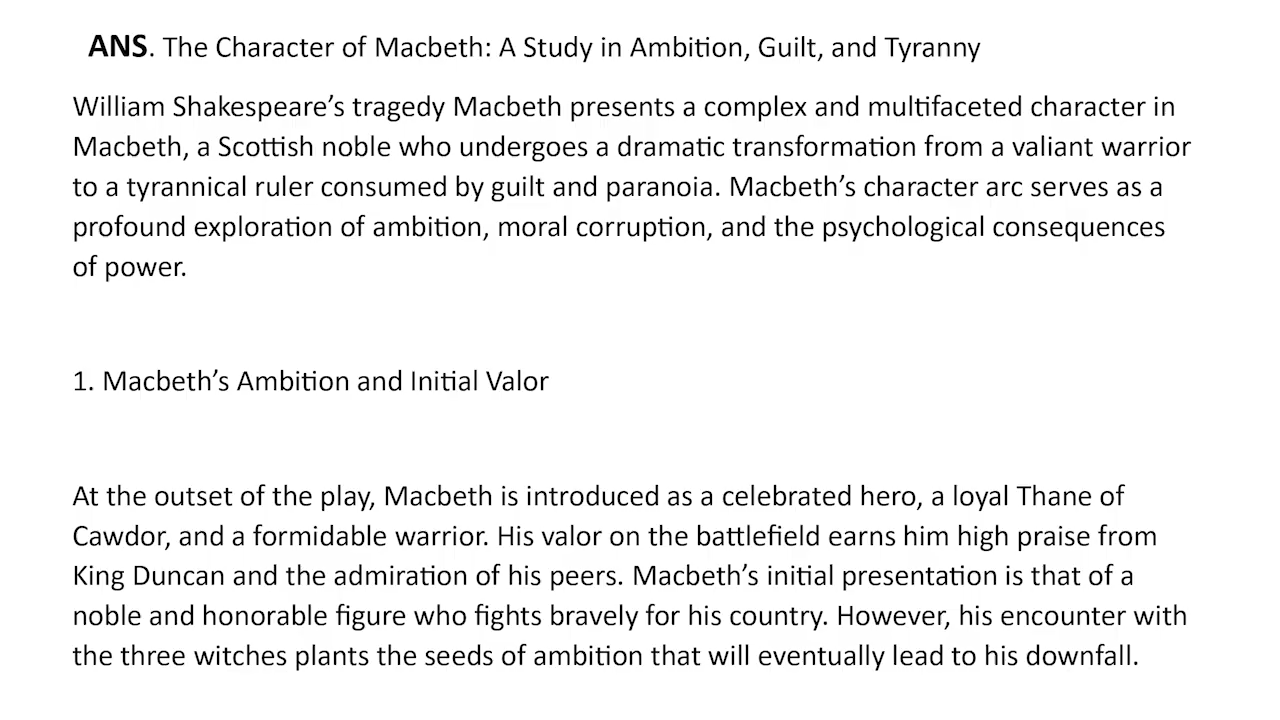 ANS. The Character of Macbeth: A Study in Ambition, Guilt, and Tyranny
William Shakespeare’s tragedy Macbeth presents a complex and multifaceted character in
Macbeth, a Scottish noble who undergoes a dramatic transformation from a valiant warrior
to a tyrannical ruler consumed by guilt and paranoia. Macbeth’s character arc serves as a
profound exploration of ambition, moral corruption, and the psychological consequences
of power.
1. Macbeth’s Ambition and Initial Valor
At the outset of the play, Macbeth is introduced as a celebrated hero, a loyal Thane of
Cawdor, and a formidable warrior. His valor on the battlefield earns him high praise from
King Duncan and the admiration of his peers. Macbeth’s initial presentation is that of a
noble and honorable figure who fights bravely for his country. However, his encounter with
the three witches plants the seeds of ambition that will eventually lead to his downfall.